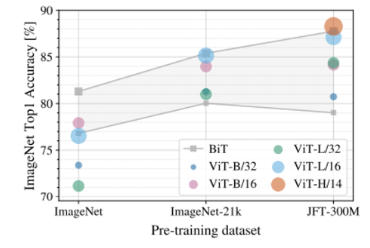 ImageNet Top1 Accuracy [%]
90
85
80
75
70
BiT
ViT-B/32
ViT-B/16
ViT-L/32
ViT-L/16
ViT-H/14
ImageNet
ImageNet-21k
JFT-300M
Pre-training dataset